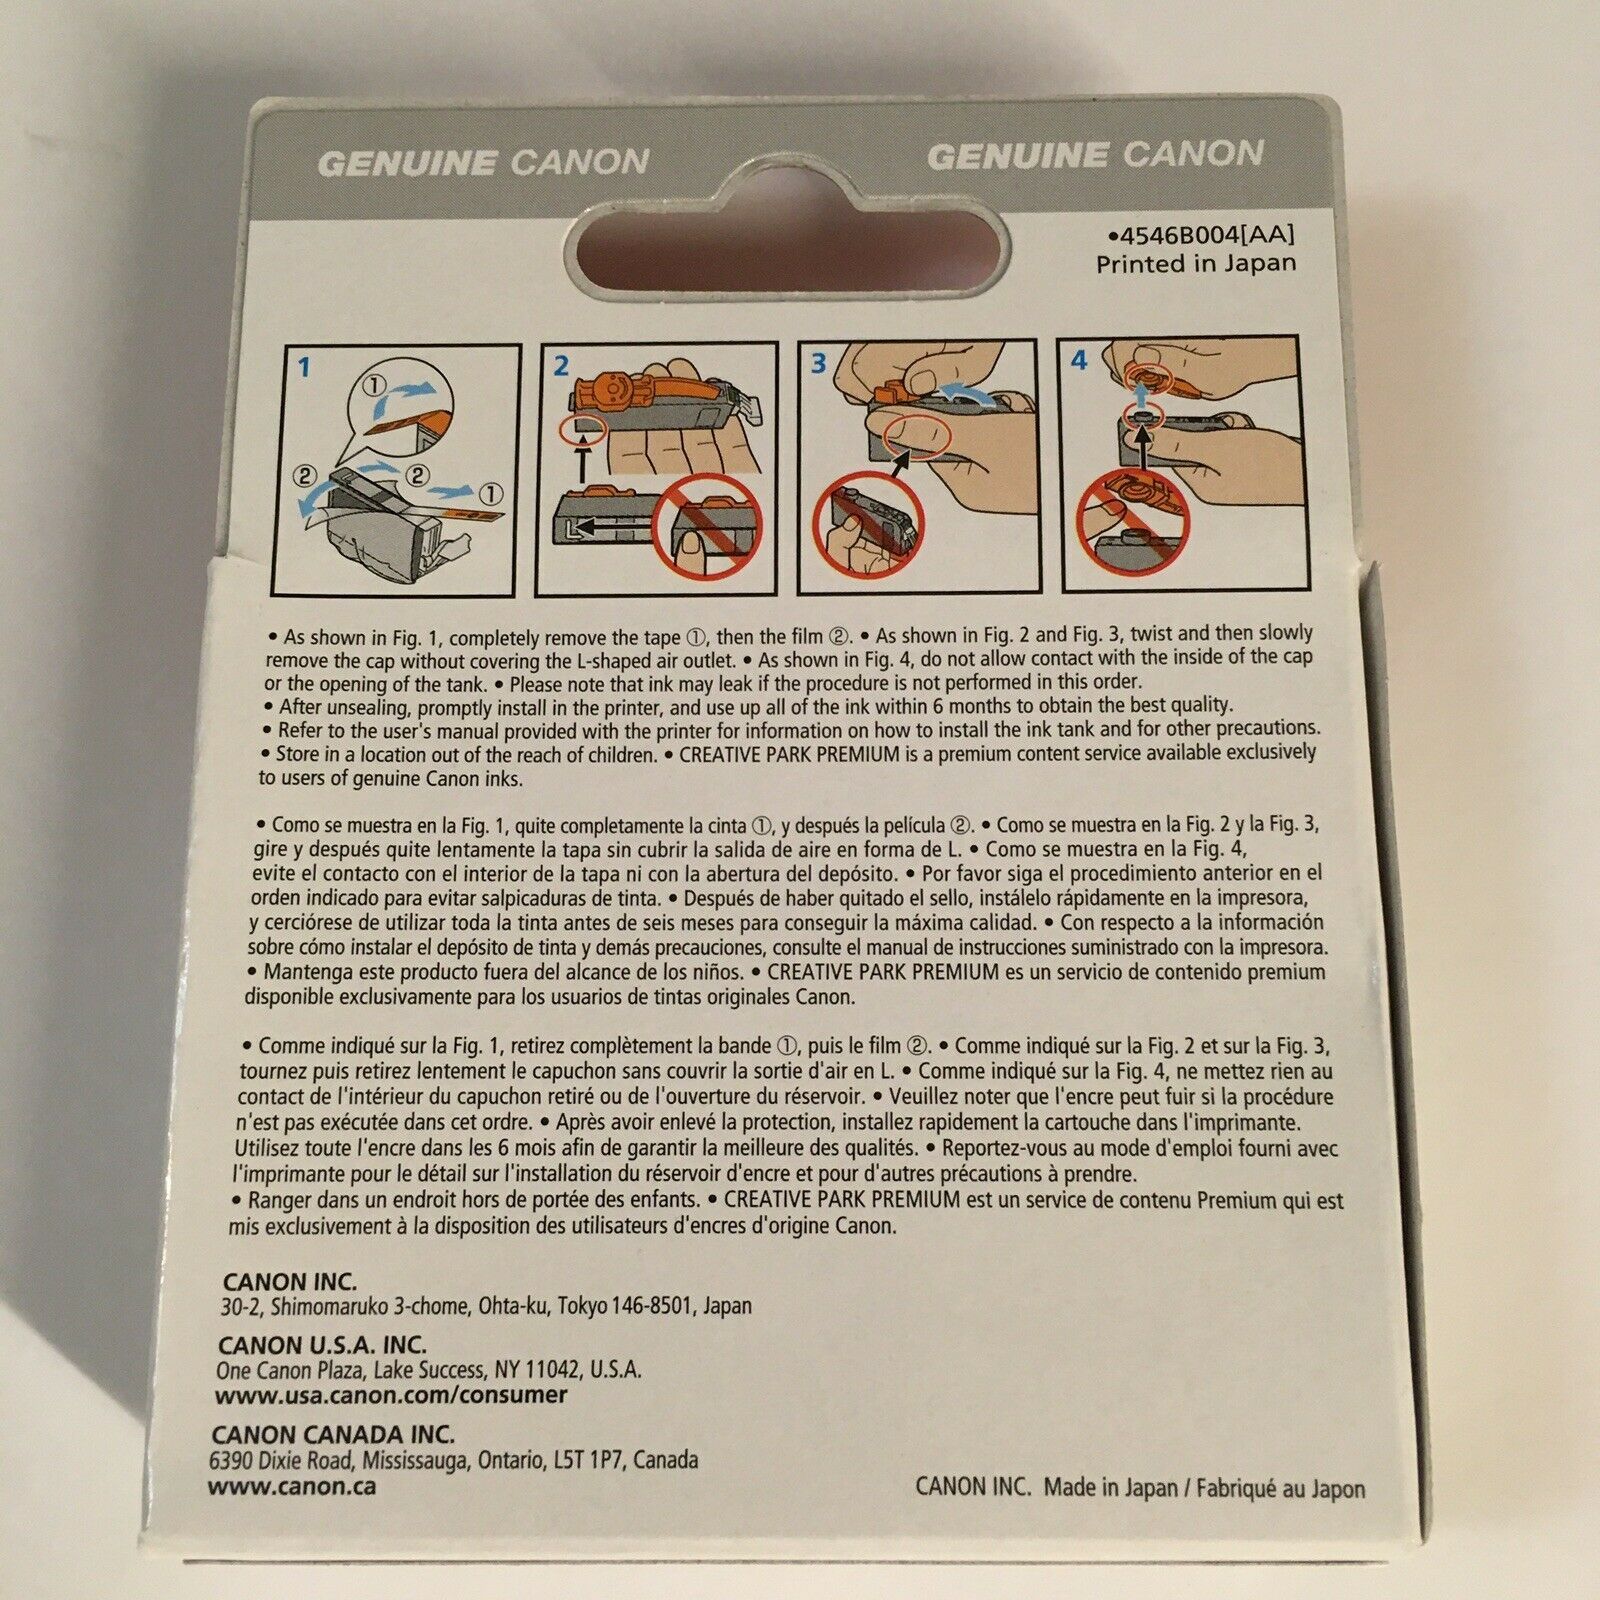 GENUINE CANON GENUINE CANON
•4546B004[AA]
Printed in Japan
1 2 3 4
①
② ② ①
L
• As shown in Fig. 1, completely remove the tape ①, then the film ②. • As shown in Fig. 2 and Fig. 3, twist and then slowly
remove the cap without covering the L-shaped air outlet. • As shown in Fig. 4, do not allow contact with the inside of the cap
or the opening of the tank. • Please note that ink may leak if the procedure is not performed in this order.
• After unsealing, promptly install in the printer, and use up all of the ink within 6 months to obtain the best quality.
• Refer to the user's manual provided with the printer for information on how to install the ink tank and for other precautions.
• Store in a location out of the reach of children. • CREATIVE PARK PREMIUM is a premium content service available exclusively
to users of genuine Canon inks.
• Como se muestra en la Fig. 1, quite completamente la cinta ①, y después la película ②. • Como se muestra en la Fig. 2 y la Fig. 3,
gire y después quite lentamente la tapa sin cubrir la salida de aire en forma de L. • Como se muestra en la Fig. 4,
evite el contacto con el interior de la tapa ni con la abertura del depósito. • Por favor siga el procedimiento anterior en el
orden indicado para evitar salpicaduras de tinta. • Después de haber quitado el sello, instálelo rápidamente en la impresora,
y cerciórese de utilizar toda la tinta antes de seis meses para conseguir la máxima calidad. • Con respecto a la información
sobre cómo instalar el depósito de tinta y demás precauciones, consulte el manual de instrucciones suministrado con la impresora.
• Mantenga este producto fuera del alcance de los niños. • CREATIVE PARK PREMIUM es un servicio de contenido premium
disponible exclusivamente para los usuarios de tintas originales Canon.
• Comme indiqué sur la Fig. 1, retirez complètement la bande ①, puis le film ②. • Comme indiqué sur la Fig. 2 et sur la Fig. 3,
tournez puis retirez lentement le capuchon sans couvrir la sortie d'air en L. • Comme indiqué sur la Fig. 4, ne mettez rien au
contact de l'intérieur du capuchon retiré ou de l'ouverture du réservoir. • Veuillez noter que l'encre peut fuir si la procédure
n'est pas exécutée dans cet ordre. • Après avoir enlevé la protection, installez rapidement la cartouche dans l'imprimante.
Utilisez toute l'encre dans les 6 mois afin de garantir la meilleure des qualités. • Reportez-vous au mode d'emploi fourni avec
l'imprimante pour le détail sur l'installation du réservoir d'encre et pour d'autres précautions à prendre.
• Ranger dans un endroit hors de portée des enfants. • CREATIVE PARK PREMIUM est un service de contenu Premium qui est
mis exclusivement à la disposition des utilisateurs d'encres d'origine Canon.
CANON INC.
30-2, Shimomaruko 3-chome, Ohta-ku, Tokyo 146-8501, Japan
CANON U.S.A. INC.
One Canon Plaza, Lake Success, NY 11042, U.S.A.
www.usa.canon.com/consumer
CANON CANADA INC.
6390 Dixie Road, Mississauga, Ontario, L5T 1P7, Canada
www.canon.ca
CANON INC. Made in Japan / Fabriqué au Japon